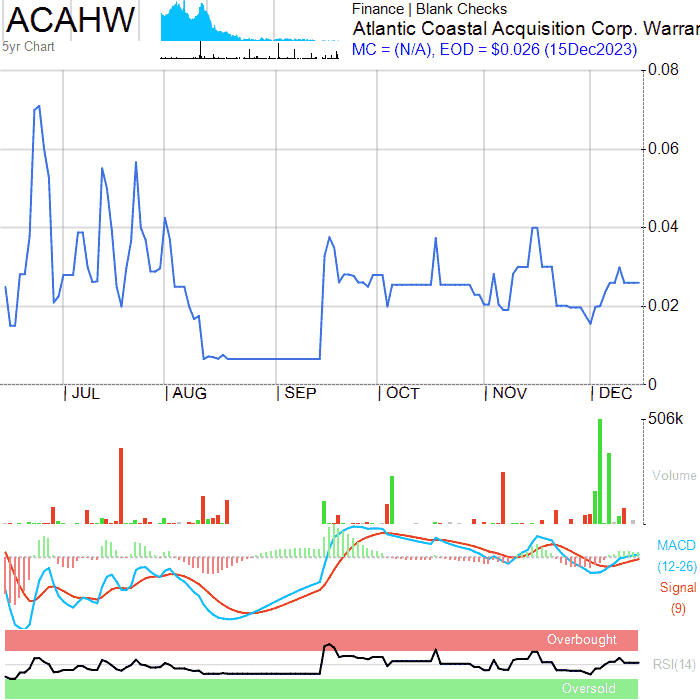 ACAHW
5yr Chart
Finance | Blank Checks
Atlantic Coastal Acquisition Corp. Warran
MC = (N/A), EOD = $0.026 (15Dec2023)
0.08
0.06
0.04
0.02
0
| JUL | AUG | SEP | OCT | NOV | DEC
506k
Volume
MACD
(12-26)
Signal
(9)
Overbought
RSI(14)
Oversold